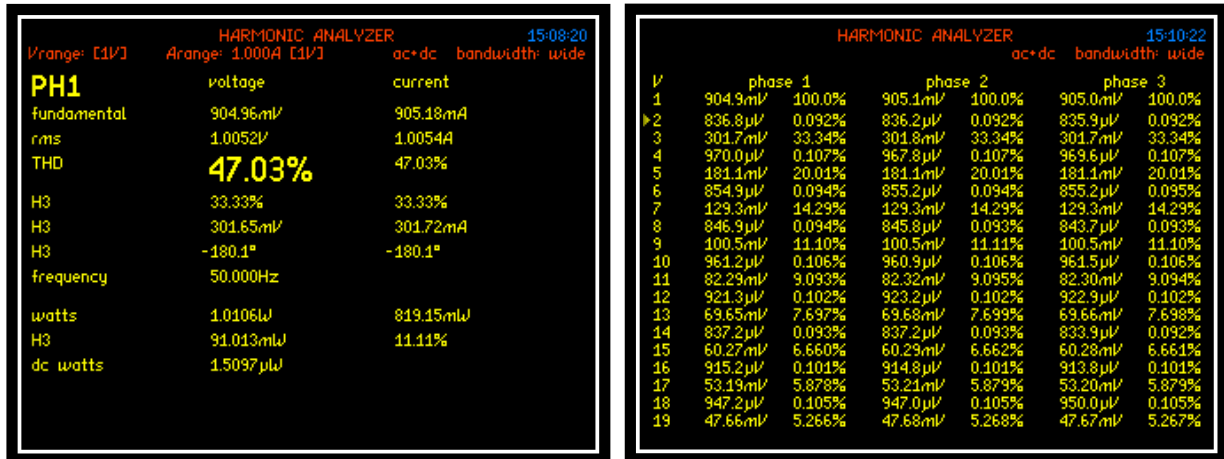 HARMONIC ANALYZER 15:08:20
Vrange: [1V] Arange: 1.000A [1V] ac+dc bandwidth: wide
PH1 voltage current
fundamental 904.96mV 905.18mA
rms 1.0052V 1.0054A
THD 47.03% 47.03%
H3 33.33% 33.33%
H3 301.65mV 301.72mA
H3 -180.1° -180.1°
frequency 50.000Hz
watts 1.0106W 819.15mW
H3 91.013mW 11.11%
dc watts 1.5097µW
HARMONIC ANALYZER 15:10:22
ac+dc bandwidth: wide
V phase 1 phase 2 phase 3
1 904.9mV 100.0% 905.1mV 100.0% 905.0mV 100.0%
2 836.8µV 0.092% 836.2µV 0.092% 835.9µV 0.092%
3 301.7mV 33.34% 301.8mV 33.34% 301.7mV 33.34%
4 970.0µV 0.107% 967.8µV 0.107% 969.6µV 0.107%
5 181.1mV 20.01% 181.1mV 20.01% 181.1mV 20.01%
6 854.9µV 0.094% 855.2µV 0.094% 855.2µV 0.095%
7 129.3mV 14.29% 129.3mV 14.29% 129.3mV 14.29%
8 846.9µV 0.094% 845.8µV 0.093% 843.7µV 0.093%
9 100.5mV 11.10% 100.5mV 11.11% 100.5mV 11.10%
10 961.2µV 0.106% 960.9µV 0.106% 961.5µV 0.106%
11 82.29mV 9.093% 82.32mV 9.095% 82.30mV 9.094%
12 921.3µV 0.102% 923.2µV 0.102% 922.9µV 0.102%
13 69.65mV 7.697% 69.68mV 7.699% 69.66mV 7.698%
14 837.2µV 0.093% 837.2µV 0.093% 833.9µV 0.092%
15 60.27mV 6.660% 60.29mV 6.662% 60.28mV 6.661%
16 915.2µV 0.101% 914.8µV 0.101% 913.8µV 0.101%
17 53.19mV 5.878% 53.21mV 5.879% 53.20mV 5.879%
18 947.2µV 0.105% 947.0µV 0.105% 950.0µV 0.105%
19 47.66mV 5.266% 47.68mV 5.268% 47.67mV 5.267%